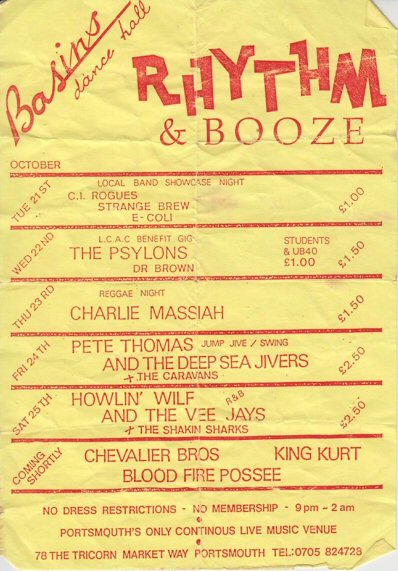 Basins
dance hall
RHYTHM
& BOOZE
OCTOBER
TUE 21ST
LOCAL BAND SHOWCASE NIGHT
C.I. ROGUES
STRANGE BREW
E-COLI
£1.00
WED 22ND
L.C.A.C BENEFIT GIG
THE PSYLONS
DR BROWN
STUDENTS
& UB40
£1.00
£1.50
THU 23RD
REGGAE NIGHT
CHARLIE MASSIAH
£1.50
FRI 24TH
PETE THOMAS JUMP JIVE / SWING
AND THE DEEP SEA JIVERS
+ THE CARAVANS
£2.50
SAT 25TH
HOWLIN' WILF R&B
AND THE VEE JAYS
+ THE SHAKIN SHARKS
£2.50
COMING
SHORTLY
CHEVALIER BROS KING KURT
BLOOD FIRE POSSEE
NO DRESS RESTRICTIONS - NO MEMBERSHIP - 9pm - 2am
PORTSMOUTH'S ONLY CONTINOUS LIVE MUSIC VENUE
78 THE TRICORN MARKET WAY PORTSMOUTH TEL: 0705 824728